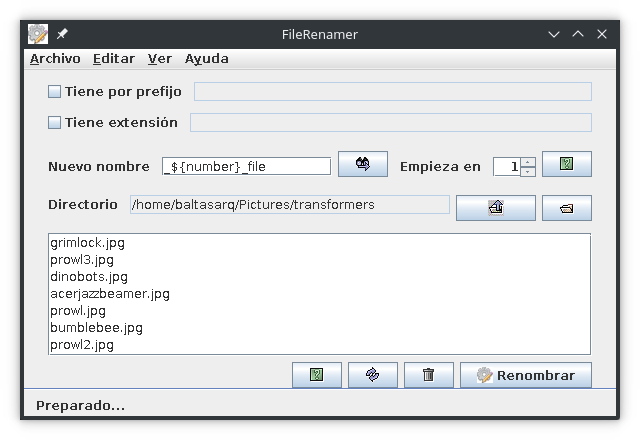 FileRenamer
Archivo Editar Ver Ayuda
Tiene por prefijo
Tiene extensión
Nuevo nombre _${number}_file Empieza en 1
Directorio /home/baltasarq/Pictures/transformers
grimlock.jpg
prowl3.jpg
dinobots.jpg
acerjazzbeamer.jpg
prowl.jpg
bumblebee.jpg
prowl2.jpg
Renombrar
Preparado...